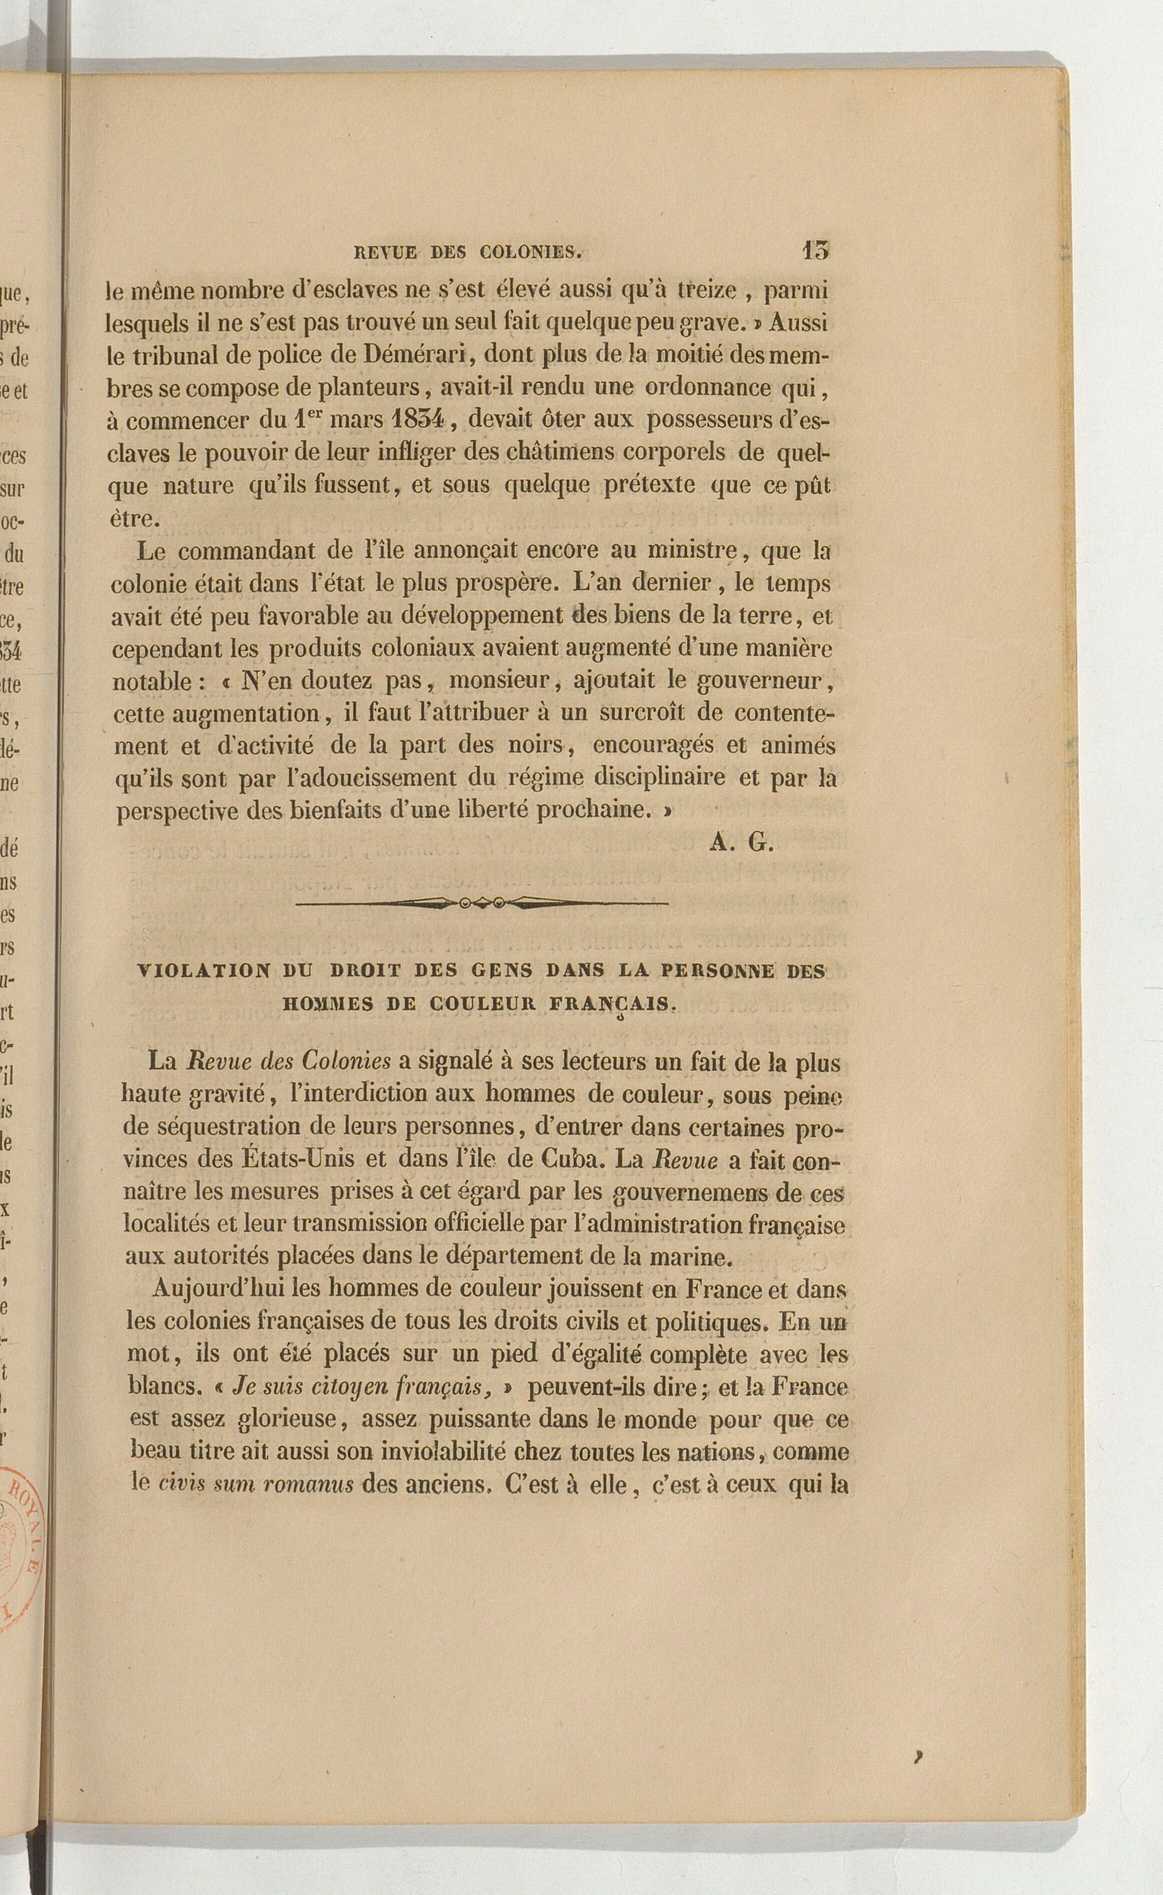 REVUE DES COLONIES. 13
le même nombre d'esclaves ne s'est élevé aussi qu'à treize , parmi
lesquels il ne s'est pas trouvé un seul fait quelque peu grave. » Aussi
le tribunal de police de Démérari, dont plus de la moitié des mem-
bres se compose de planteurs, avait-il rendu une ordonnance qui,
à commencer du 1er mars 1834, devait ôter aux possesseurs d'es-
claves le pouvoir de leur infliger des châtimens corporels de quel-
que nature qu'ils fussent, et sous quelque prétexte que ce pût
être.
Le commandant de l'île annonçait encore au ministre, que la
colonie était dans l'état le plus prospère. L'an dernier, le temps
avait été peu favorable au développement des biens de la terre, et
cependant les produits coloniaux avaient augmenté d'une manière
notable : « N'en doutez pas, monsieur, ajoutait le gouverneur,
cette augmentation, il faut l'attribuer à un surcroît de contente-
ment et d'activité de la part des noirs, encouragés et animés
qu'ils sont par l'adoucissement du régime disciplinaire et par la
perspective des bienfaits d'une liberté prochaine. »
A. G.
VIOLATION DU DROIT DES GENS DANS LA PERSONNE DES
HOMMES DE COULEUR FRANÇAIS.
La Revue des Colonies a signalé à ses lecteurs un fait de la plus
haute gravité, l'interdiction aux hommes de couleur, sous peine
de séquestration de leurs personnes, d'entrer dans certaines pro-
vinces des États-Unis et dans l'île de Cuba. La Revue a fait con-
naître les mesures prises à cet égard par les gouvernemens de ces
localités et leur transmission officielle par l'administration française
aux autorités placées dans le département de la marine.
Aujourd'hui les hommes de couleur jouissent en France et dans
les colonies françaises de tous les droits civils et politiques. En un
mot, ils ont été placés sur un pied d'égalité complète avec les
blancs. « Je suis citoyen français, » peuvent-ils dire; et la France
est assez glorieuse, assez puissante dans le monde pour que ce
beau titre ait aussi son inviolabilité chez toutes les nations, comme
le civis sum romanus des anciens. C'est à elle, c'est à ceux qui la
ROYALE